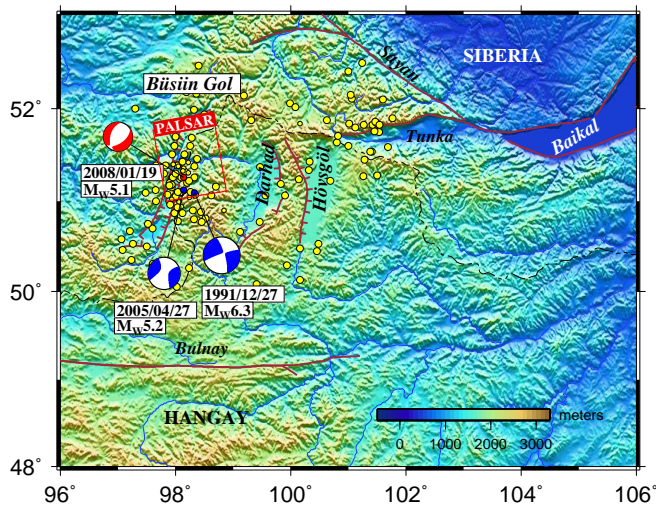 SIBERIA
Sayan
Büsiin Gol
52°
PALSAR
Tunka
Baikal
2008/01/19
Mw5.1
Darhad
Hövsgöl
50°
1991/12/27
Mw6.3
2005/04/27
Mw5.2
Bulnay
HANGAY
meters
0 1000 2000 3000
48°
96° 98° 100° 102° 104° 106°